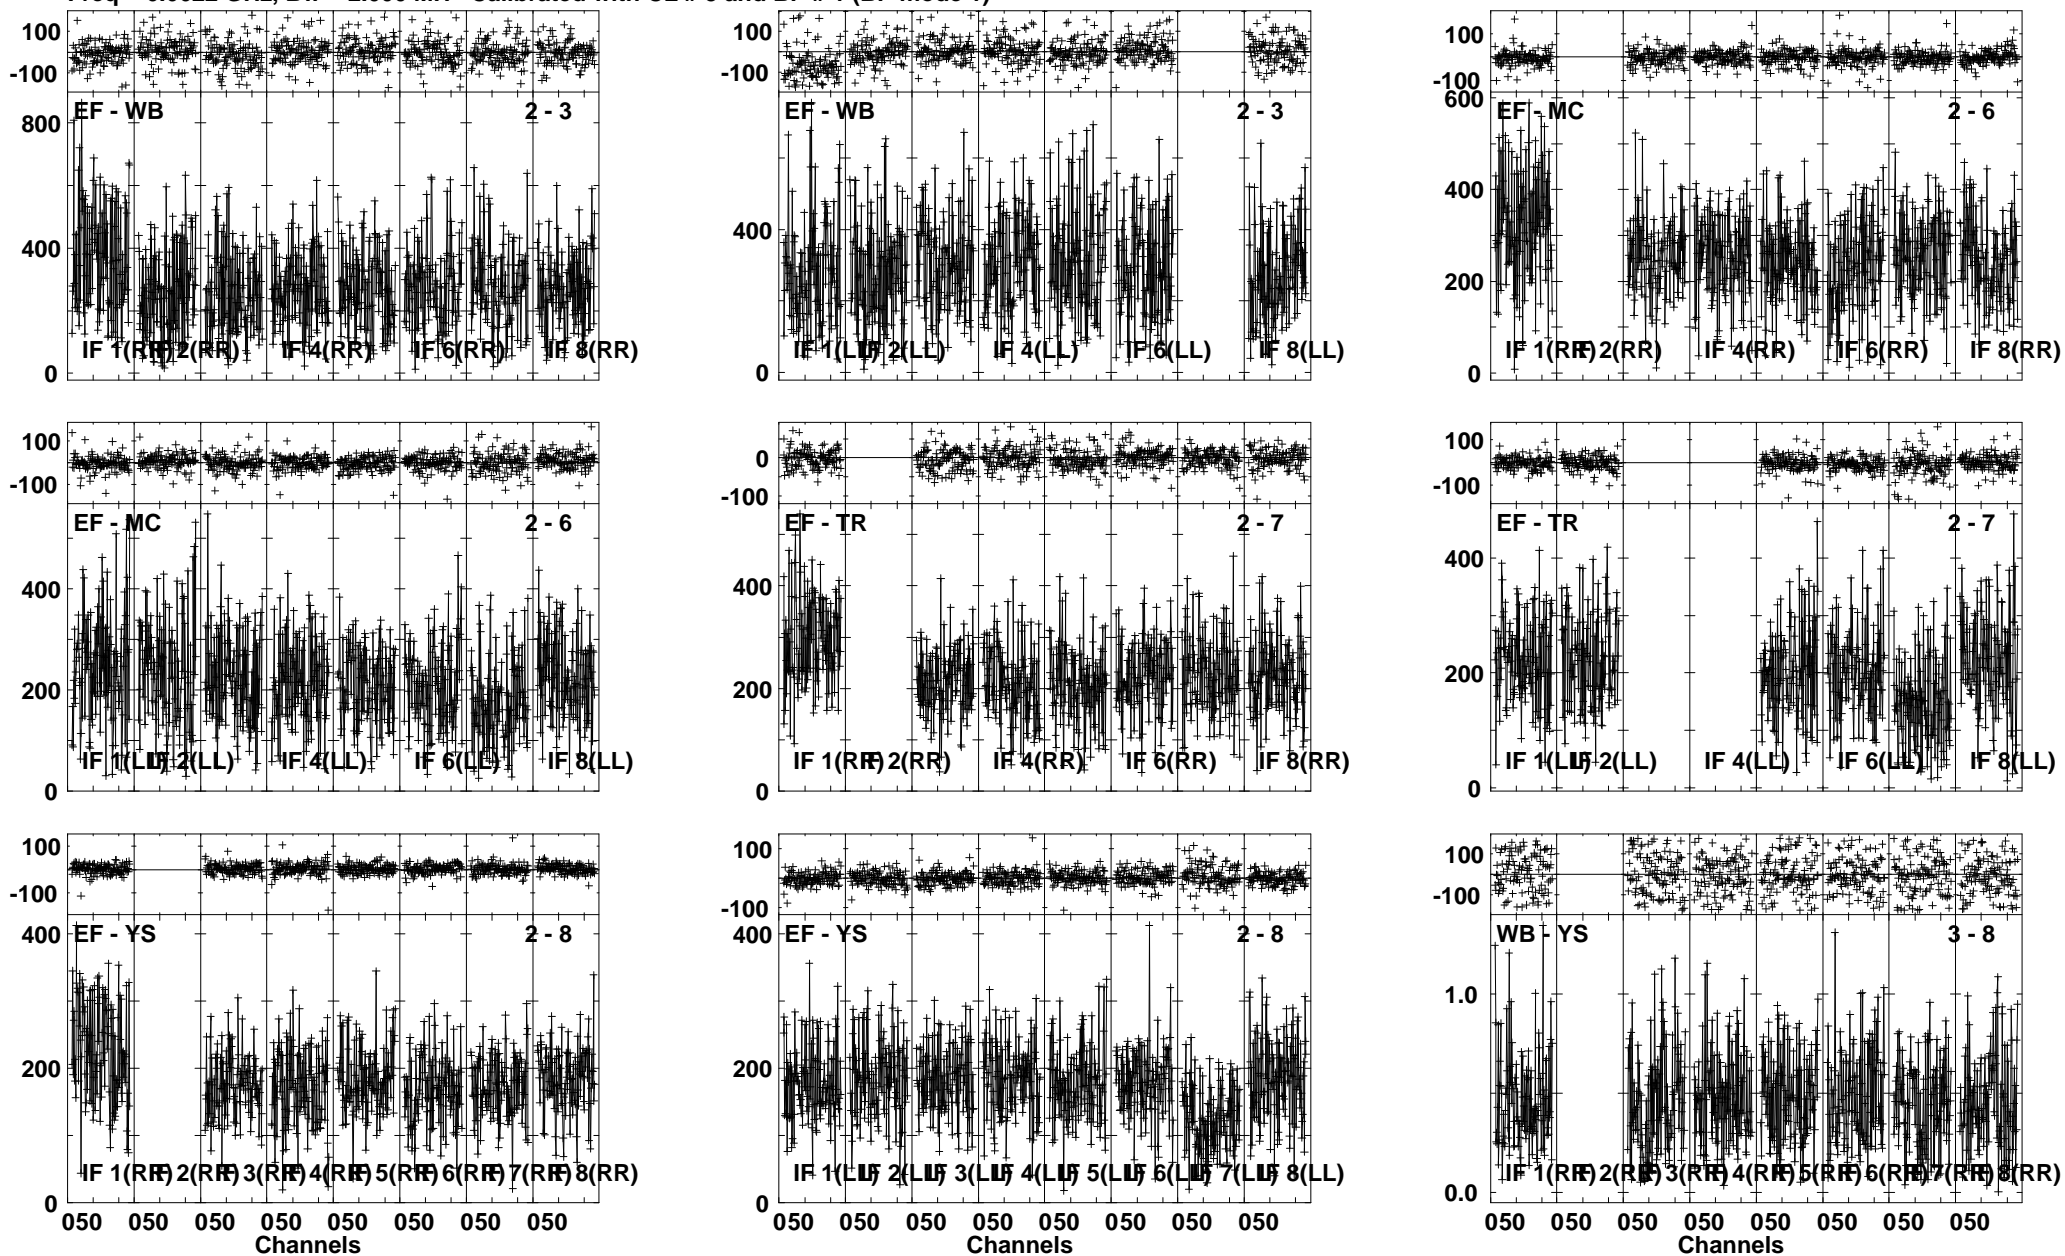 100 100 100
-100 -100 -100
EF - WB 2 - 3 EF - WB 2 - 3 EF - MC 2 - 6
800 400 0
IF 1(RR) IF 2(RR) IF 4(RR) IF 6(RR) IF 8(RR)
400 0
IF 1(LL) IF 2(LL) IF 4(LL) IF 6(LL) IF 8(LL)
600 400 200 0
IF 1(RR) IF 2(RR) IF 4(RR) IF 6(RR) IF 8(RR)
100 0 100
-100 -100 -100
EF - MC 2 - 6 EF - TR 2 - 7 EF - TR 2 - 7
400 200 0
IF 1(LL) IF 2(LL) IF 4(LL) IF 6(LL) IF 8(LL)
400 200 0
IF 1(RR) IF 2(RR) IF 4(RR) IF 6(RR) IF 8(RR)
400 200 0
IF 1(LL) IF 2(LL) IF 4(LL) IF 6(LL) IF 8(LL)
100 100 100
-100 -100 -100
EF - YS 2 - 8 EF - YS 2 - 8 WB - YS 3 - 8
400 200 0
IF 1(RR) IF 2(RR) IF 3(RR) IF 4(RR) IF 5(RR) IF 6(RR) IF 7(RR) IF 8(RR)
400 200 0
IF 1(LL) IF 2(LL) IF 3(LL) IF 4(LL) IF 5(LL) IF 6(LL) IF 7(LL) IF 8(LL)
1.0 0.0
IF 1(RR) IF 2(RR) IF 3(RR) IF 4(RR) IF 5(RR) IF 6(RR) IF 7(RR) IF 8(RR)
050 050 050 050 050 050 050 050 050 050 050 050 050 050 050 050 050 050 050 050 050 050 050 050
Channels Channels Channels